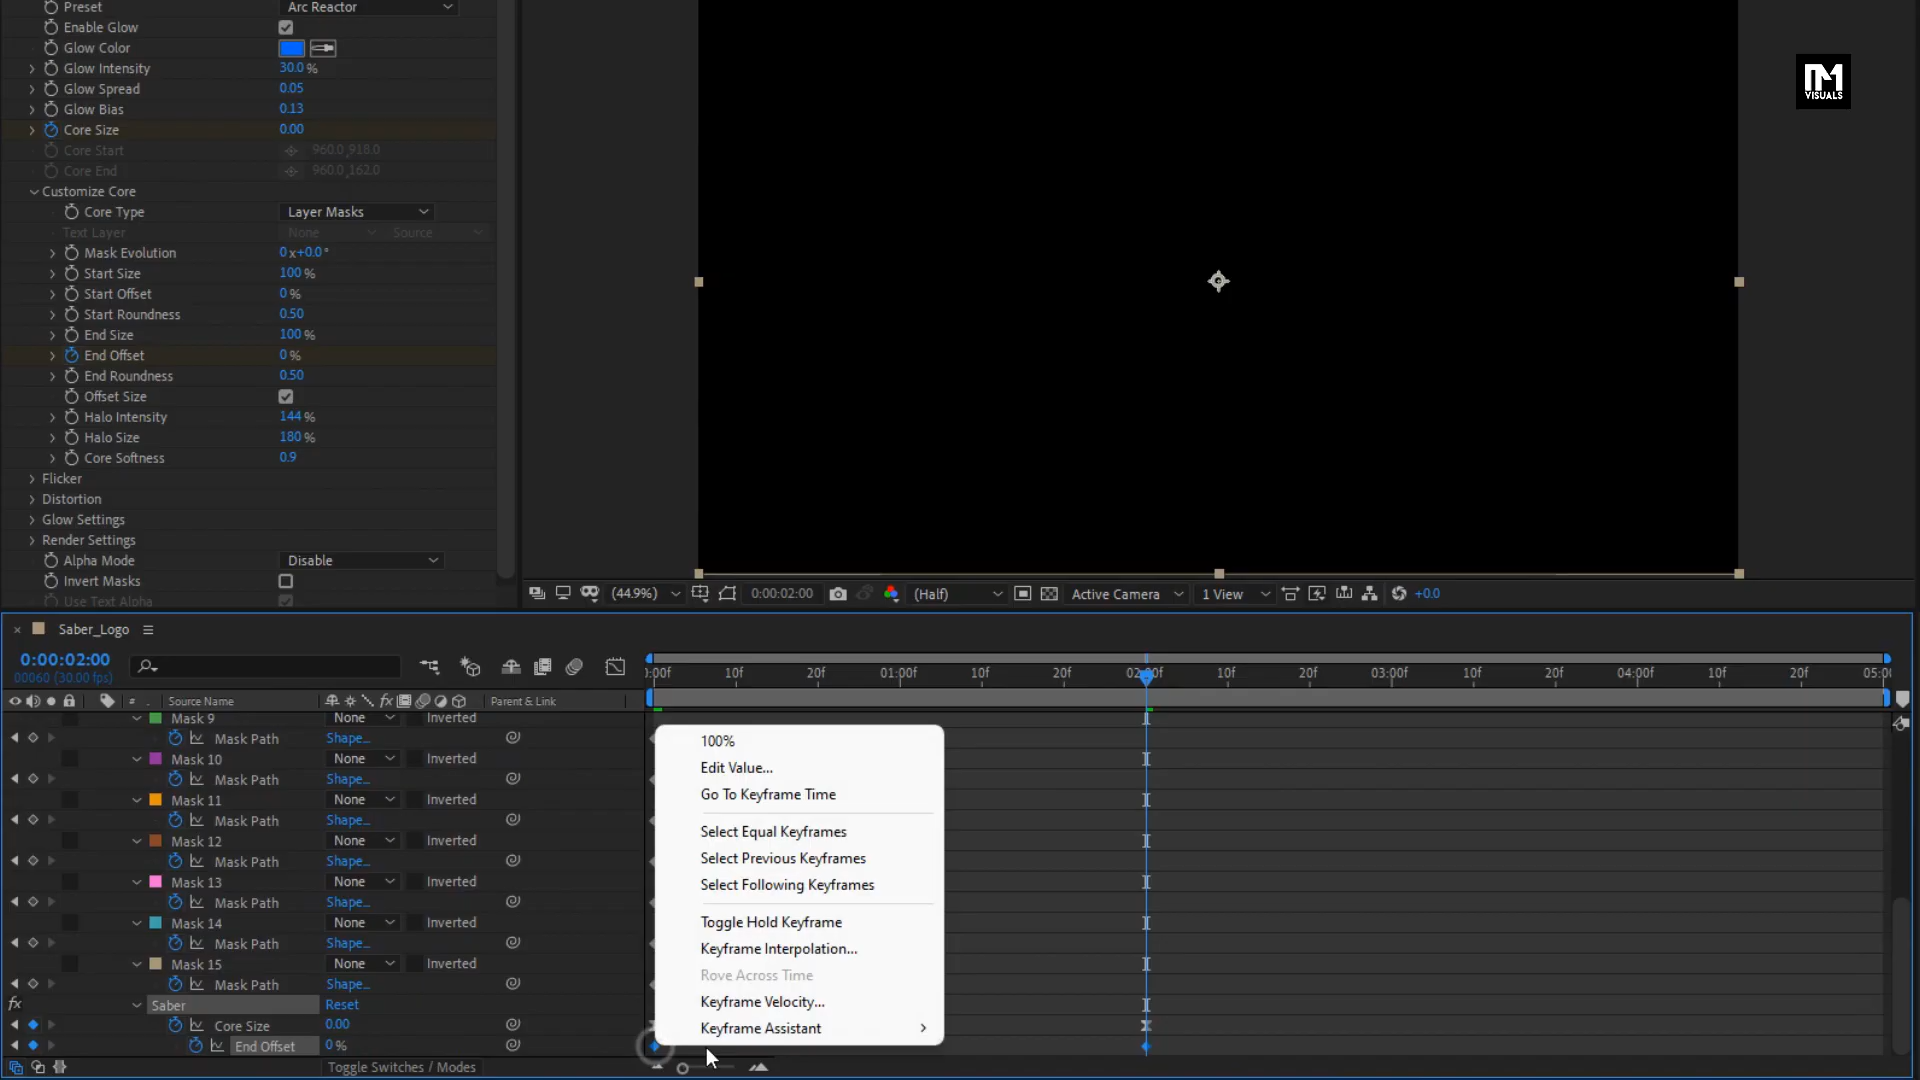 Preset Arc Reactor
Enable Glow
Glow Color
Glow Intensity 30.0 %
Glow Spread 0.05
Glow Bias 0.13
Core Size 0.00
Core Start 960.0,918.0
Core End 960.0,162.0
Customize Core
Core Type Layer Masks
Text Layer None Source
Mask Evolution 0x+0.0°
Start Size 100 %
Start Offset 0 %
Start Roundness 0.50
End Size 100 %
End Offset 0 %
End Roundness 0.50
Offset Size
Halo Intensity 144 %
Halo Size 180 %
Core Softness 0.9
Flicker
Distortion
Glow Settings
Render Settings
Alpha Mode Disable
Invert Masks
Use Text Alpha
VISUALS
(44.9%) 0:00:02:00 (Half) Active Camera 1 View +0.0
Saber_Logo
0:00:02:00
00060 (30.00 fps)
:00f 10f 20f 01:00f 10f 20f 02:00f 10f 20f 03:00f 10f 20f 04:00f 10f 20f 05:0
# . Source Name fx Parent & Link
Mask 9 None Inverted
Mask Path Shape...
Mask 10 None Inverted
Mask Path Shape...
Mask 11 None Inverted
Mask Path Shape...
Mask 12 None Inverted
Mask Path Shape...
Mask 13 None Inverted
Mask Path Shape...
Mask 14 None Inverted
Mask Path Shape...
Mask 15 None Inverted
Mask Path Shape...
fx Saber Reset
Core Size 0.00
End Offset 0 %
Toggle Switches / Modes
100%
Edit Value...
Go To Keyframe Time
Select Equal Keyframes
Select Previous Keyframes
Select Following Keyframes
Toggle Hold Keyframe
Keyframe Interpolation...
Rove Across Time
Keyframe Velocity...
Keyframe Assistant